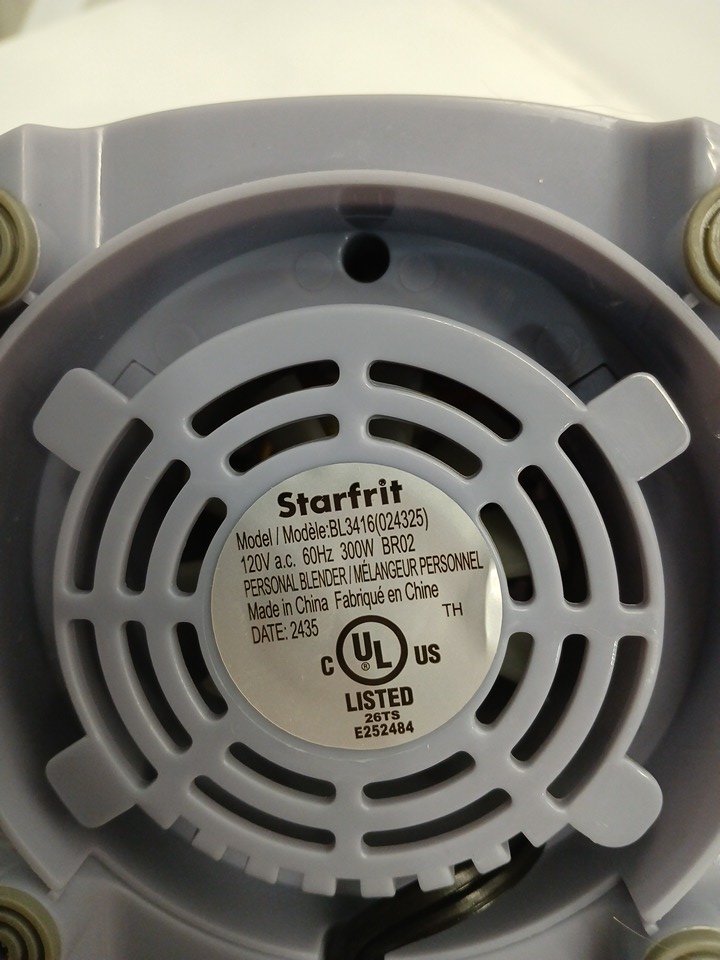 Starfrit
Model / Modèle:BL3416(024325)
120V a.c. 60Hz 300W BR02
PERSONAL BLENDER / MÉLANGEUR PERSONNEL
Made in China Fabriqué en Chine
TH
DATE: 2435
C UL ® US
LISTED
26TS
E252484